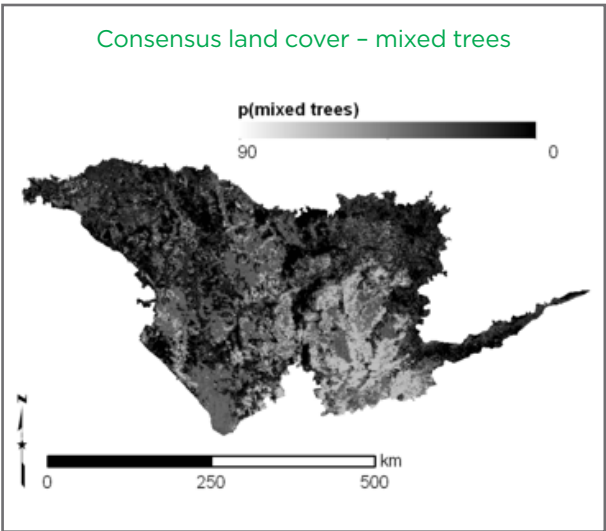 Consensus land cover – mixed trees
p(mixed trees)
90 0
N
km
0 250 500